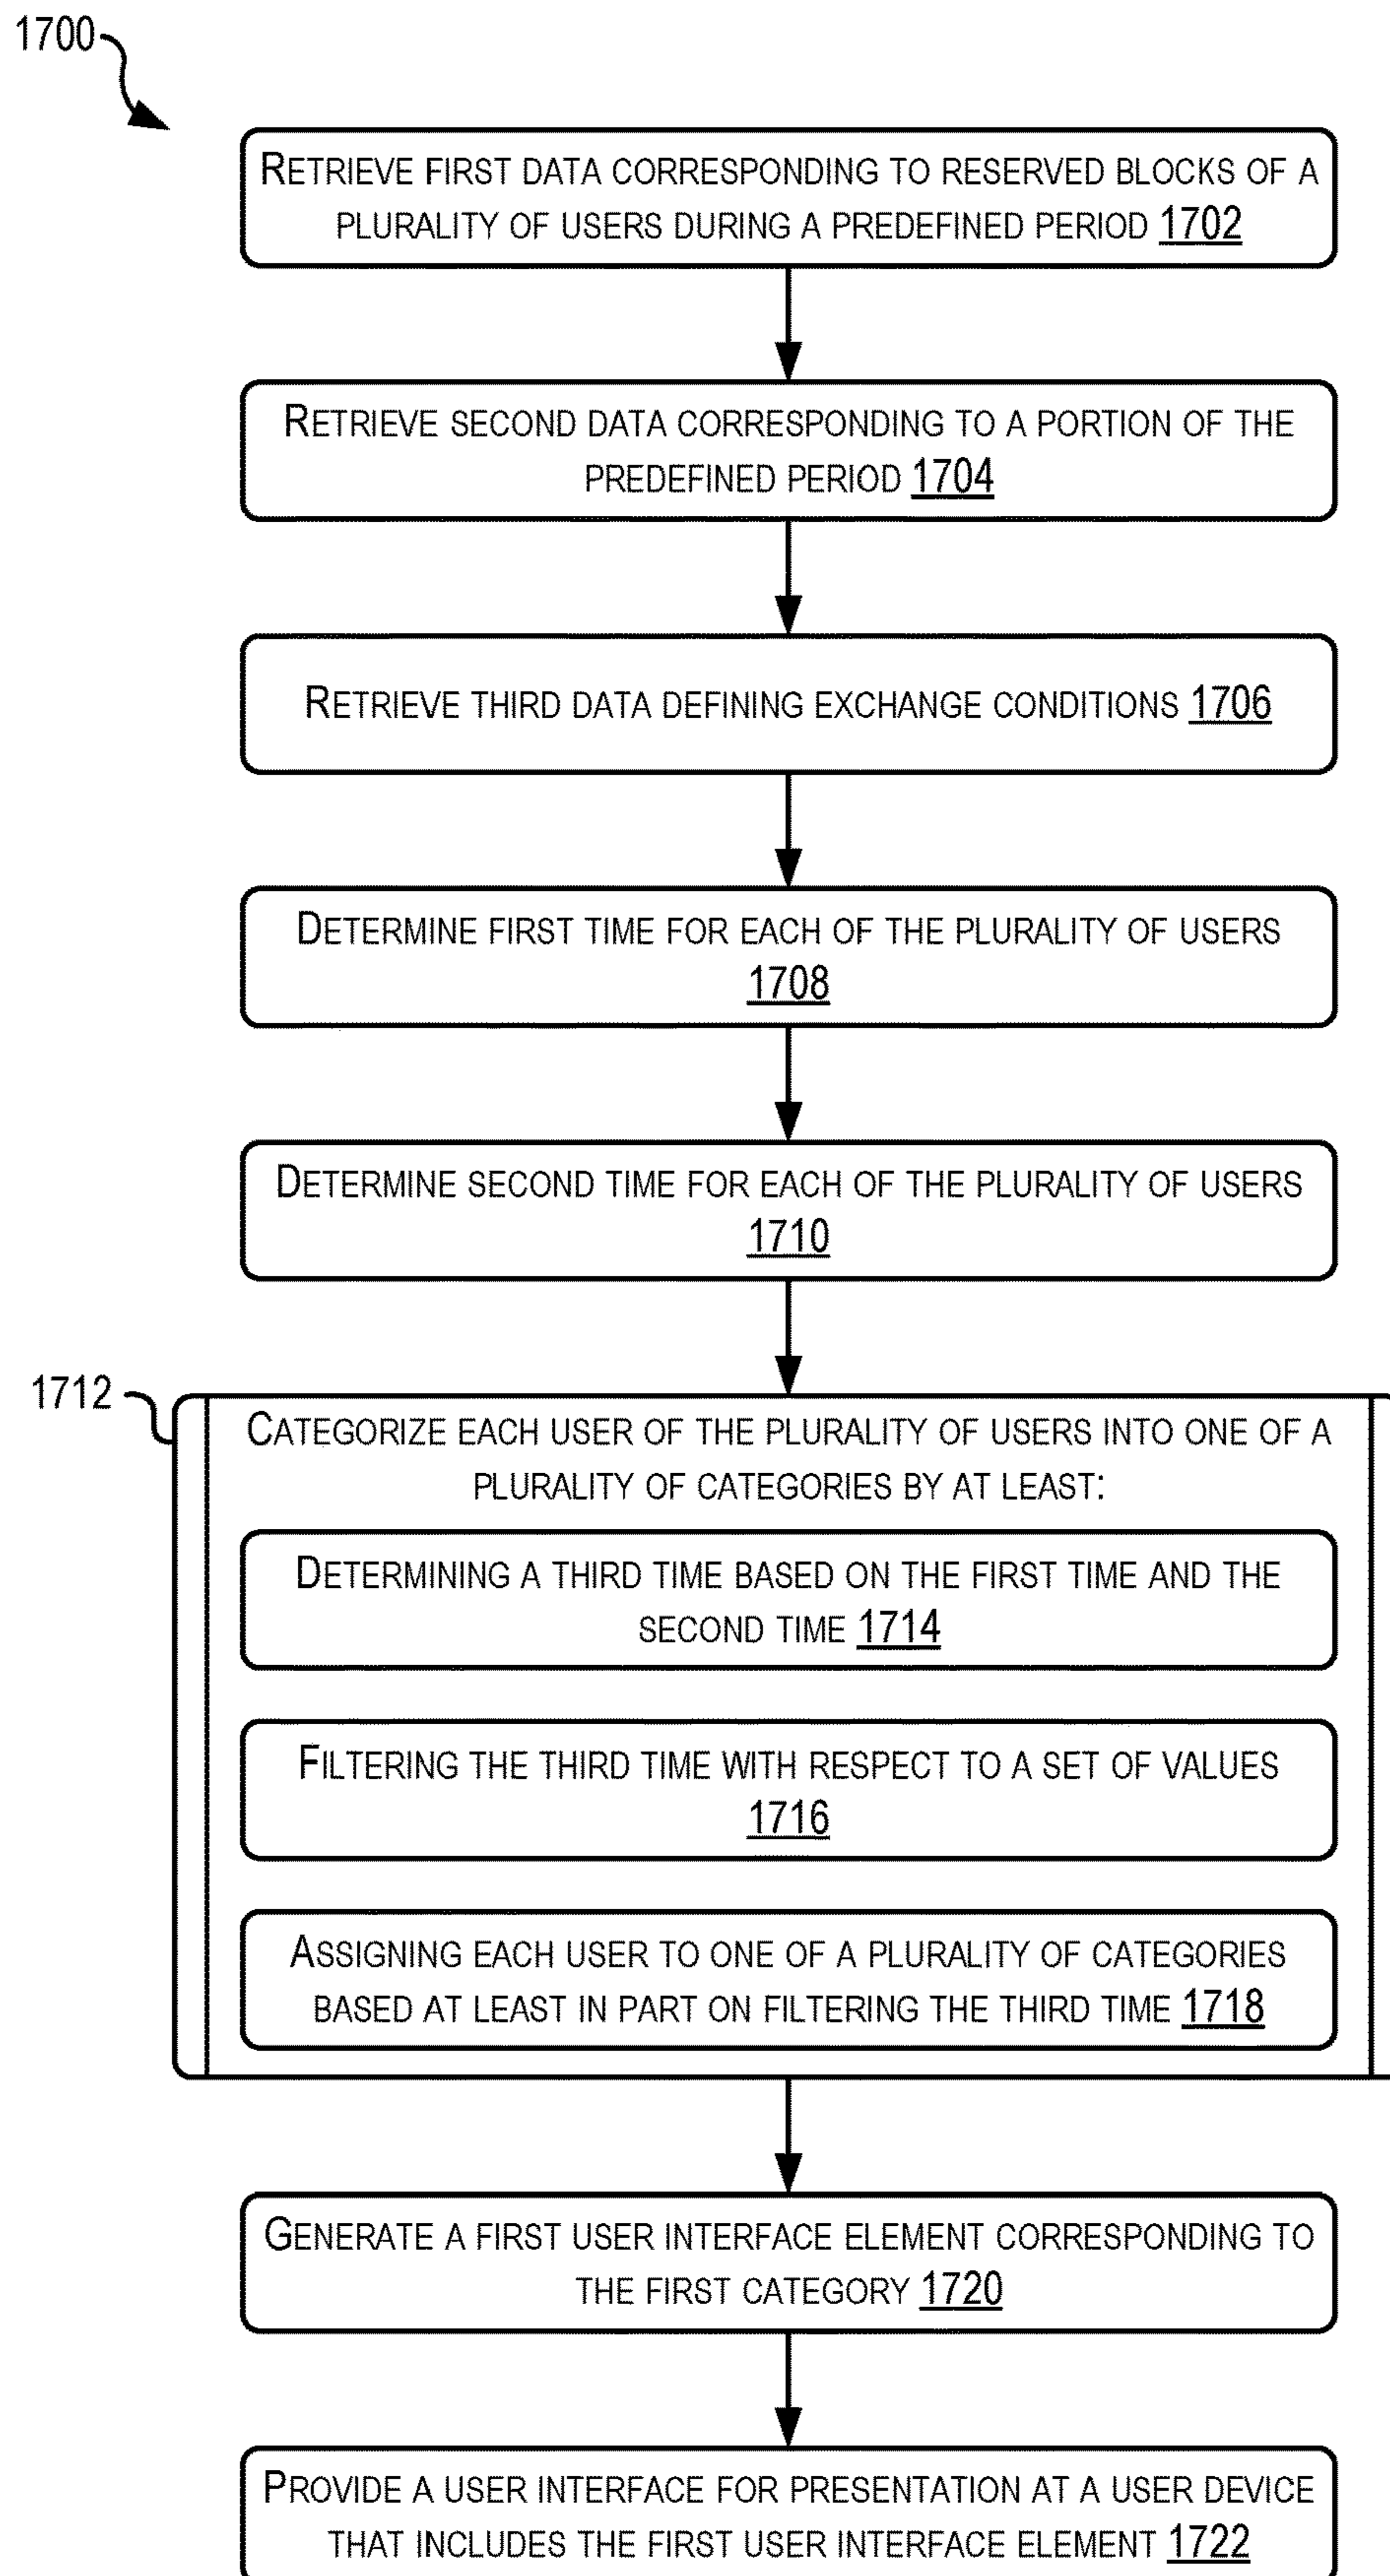 1700
RETRIEVE FIRST DATA CORRESPONDING TO RESERVED BLOCKS OF A
PLURALITY OF USERS DURING A PREDEFINED PERIOD 1702
RETRIEVE SECOND DATA CORRESPONDING TO A PORTION OF THE
PREDEFINED PERIOD 1704
RETRIEVE THIRD DATA DEFINING EXCHANGE CONDITIONS 1706
DETERMINE FIRST TIME FOR EACH OF THE PLURALITY OF USERS
1708
DETERMINE SECOND TIME FOR EACH OF THE PLURALITY OF USERS
1710
1712
CATEGORIZE EACH USER OF THE PLURALITY OF USERS INTO ONE OF A
PLURALITY OF CATEGORIES BY AT LEAST:
DETERMINING A THIRD TIME BASED ON THE FIRST TIME AND THE
SECOND TIME 1714
FILTERING THE THIRD TIME WITH RESPECT TO A SET OF VALUES
1716
ASSIGNING EACH USER TO ONE OF A PLURALITY OF CATEGORIES
BASED AT LEAST IN PART ON FILTERING THE THIRD TIME 1718
GENERATE A FIRST USER INTERFACE ELEMENT CORRESPONDING TO
THE FIRST CATEGORY 1720
PROVIDE A USER INTERFACE FOR PRESENTATION AT A USER DEVICE
THAT INCLUDES THE FIRST USER INTERFACE ELEMENT 1722